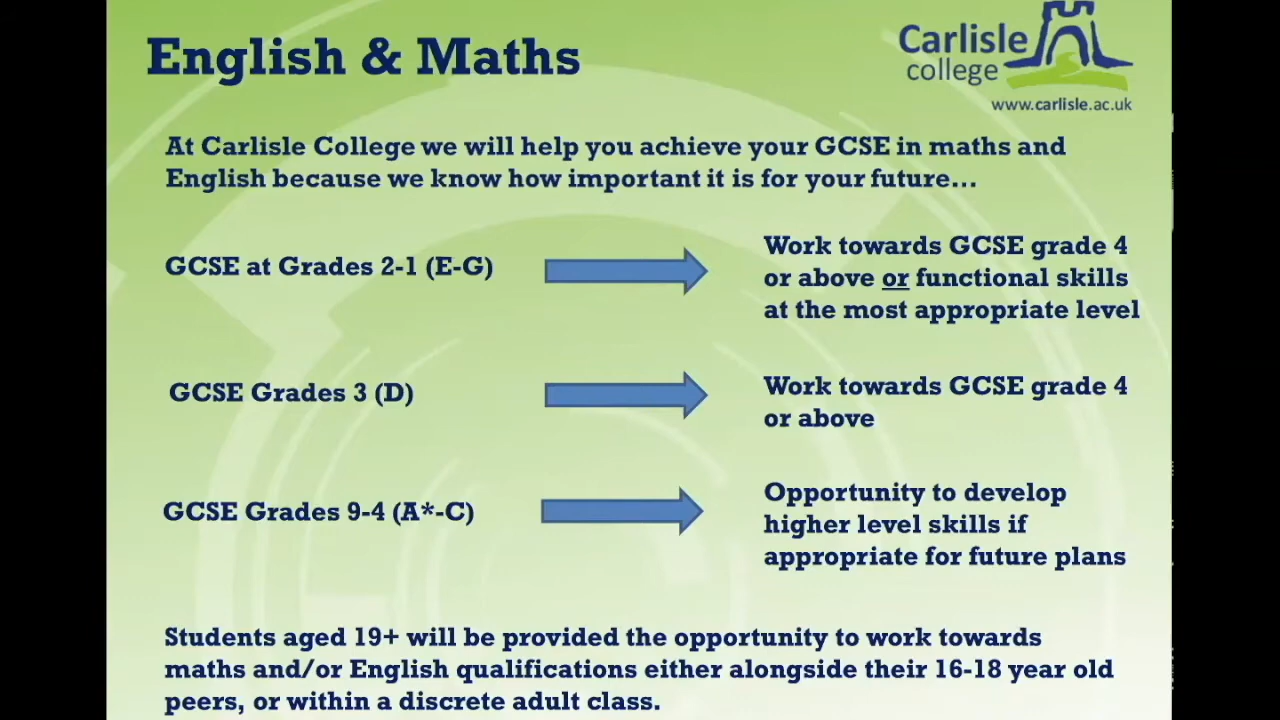 English & Maths
Carlisle
college
www.carlisle.ac.uk
At Carlisle College we will help you achieve your GCSE in maths and
English because we know how important it is for your future...
GCSE at Grades 2-1 (E-G)
Work towards GCSE grade 4
or above or functional skills
at the most appropriate level
GCSE Grades 3 (D)
Work towards GCSE grade 4
or above
GCSE Grades 9-4 (A*-C)
Opportunity to develop
higher level skills if
appropriate for future plans
Students aged 19+ will be provided the opportunity to work towards
maths and/or English qualifications either alongside their 16-18 year old
peers, or within a discrete adult class.